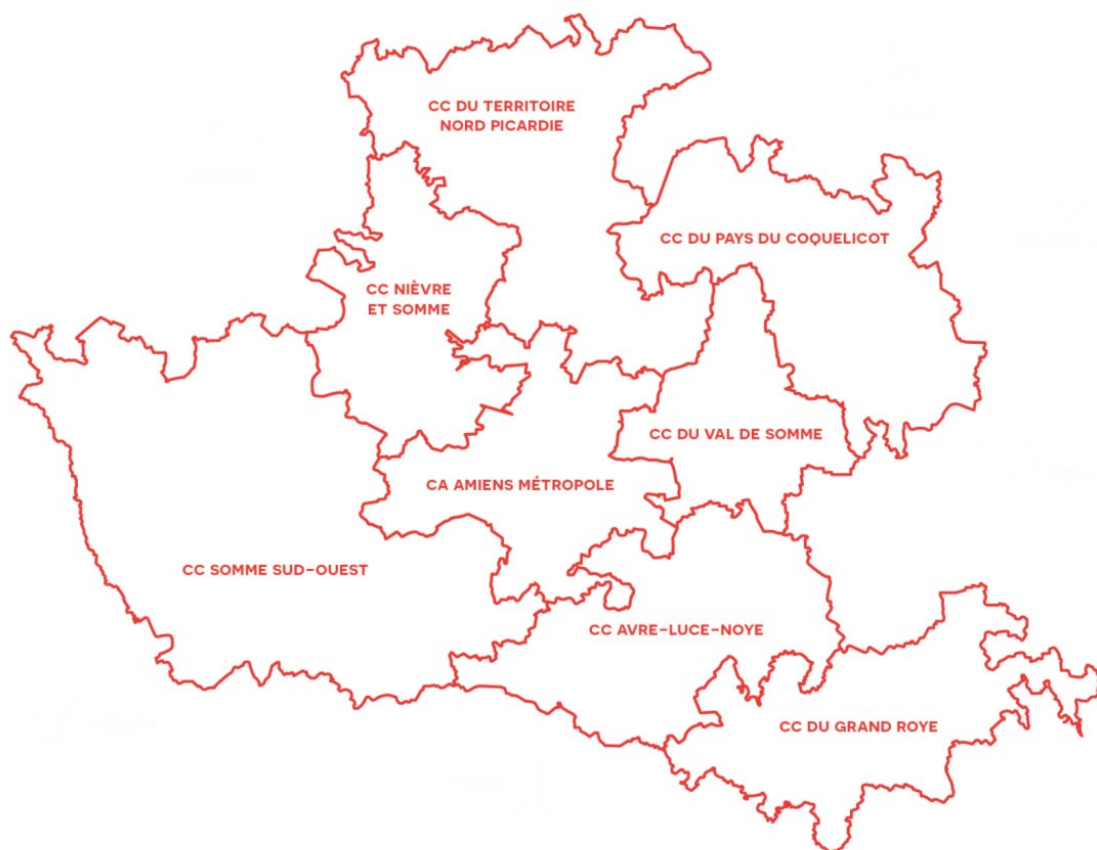 CC DU TERRITOIRE
NORD PICARDIE
CC DU PAYS DU COQUELICOT
CC NIÈVRE
ET SOMME
CC DU VAL DE SOMME
CA AMIENS MÉTROPOLE
CC SOMME SUD-OUEST
CC AVRE-LUCE-NOYE
CC DU GRAND ROYE